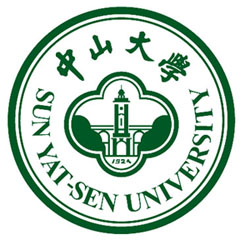 中山大學
1924
SUN YAT-SEN UNIVERSITY